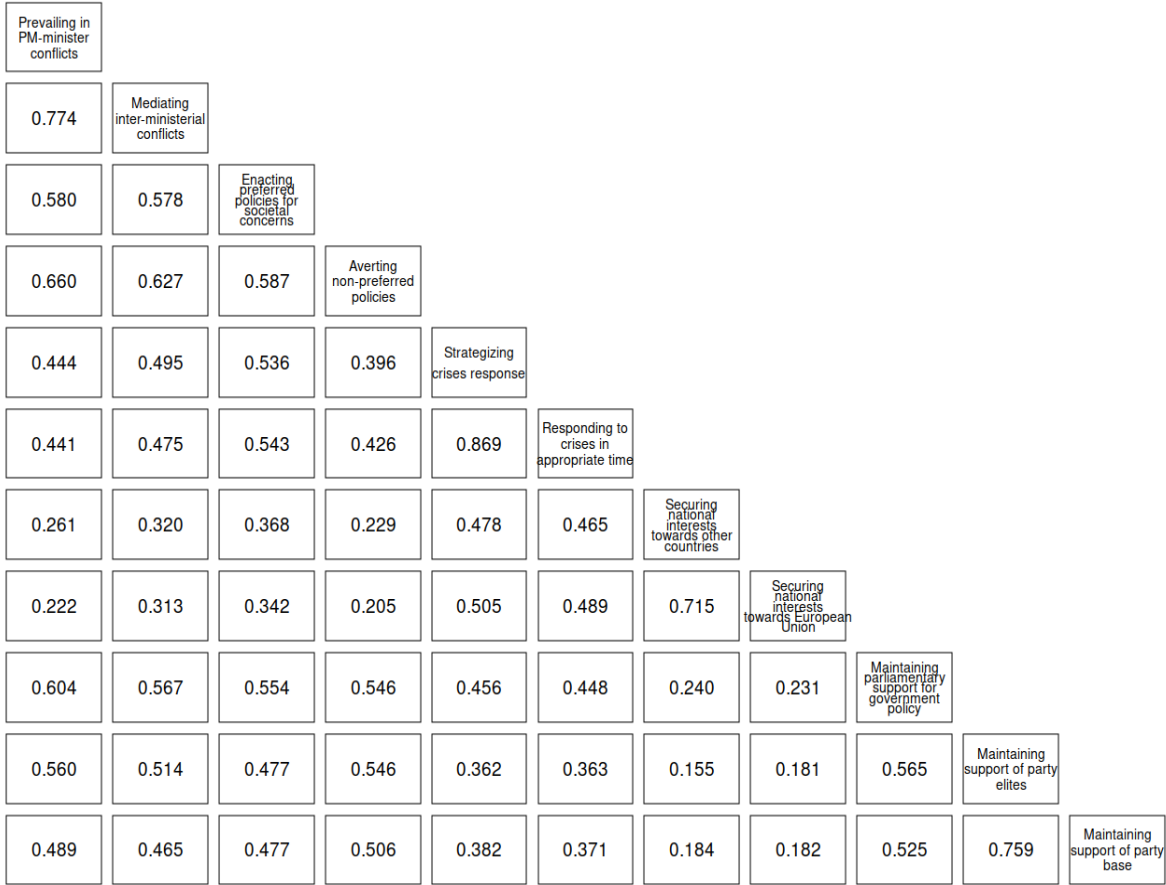 Prevailing in
PM-minister
conflicts
0.774
Mediating
inter-ministerial
conflicts
0.580
0.578
Enacting
preferred
policies for
societal
concerns
0.660
0.627
0.587
Averting
non-preferred
policies
0.444
0.495
0.536
0.396
Strategizing
crises response
0.441
0.475
0.543
0.426
0.869
Responding to
crises in
appropriate time
0.261
0.320
0.368
0.229
0.478
0.465
Securing
national
interests
towards other
countries
0.222
0.313
0.342
0.205
0.505
0.489
0.715
Securing
national
interests
towards European
Union
0.604
0.567
0.554
0.546
0.456
0.448
0.240
0.231
Maintaining
parliamentary
support for
government
policy
0.560
0.514
0.477
0.546
0.362
0.363
0.155
0.181
0.565
Maintaining
support of party
elites
0.489
0.465
0.477
0.506
0.382
0.371
0.184
0.182
0.525
0.759
Maintaining
support of party
base